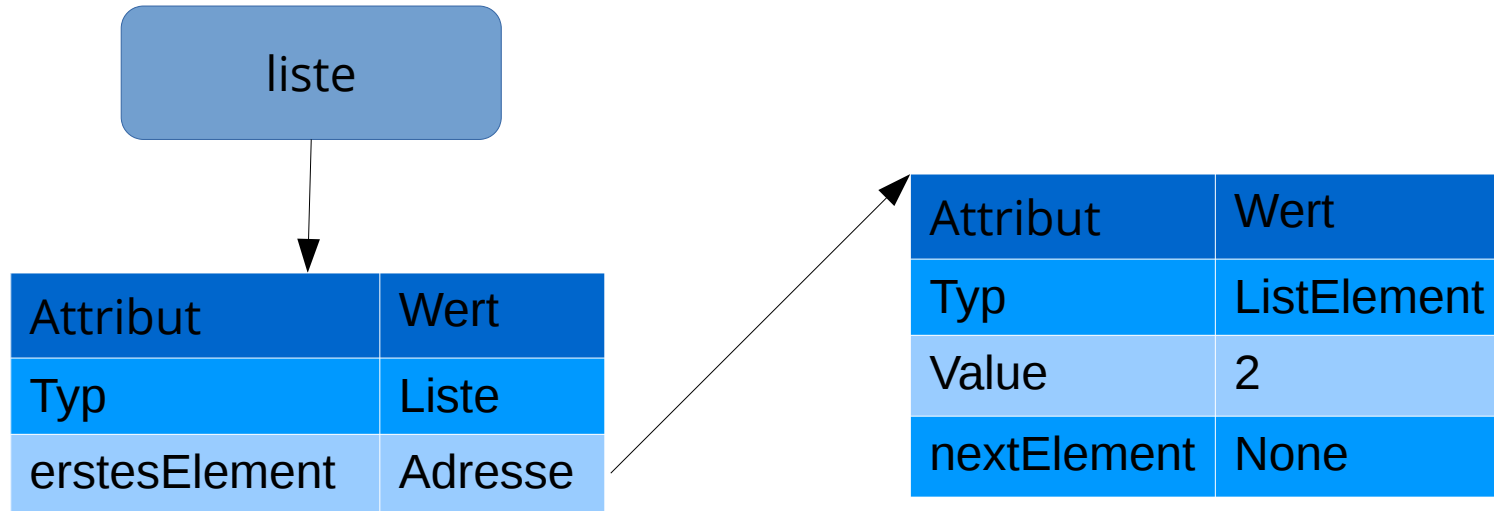 liste
Attribut Wert
Typ Liste
erstesElement Adresse
Attribut Wert
Typ ListElement
Value 2
nextElement None